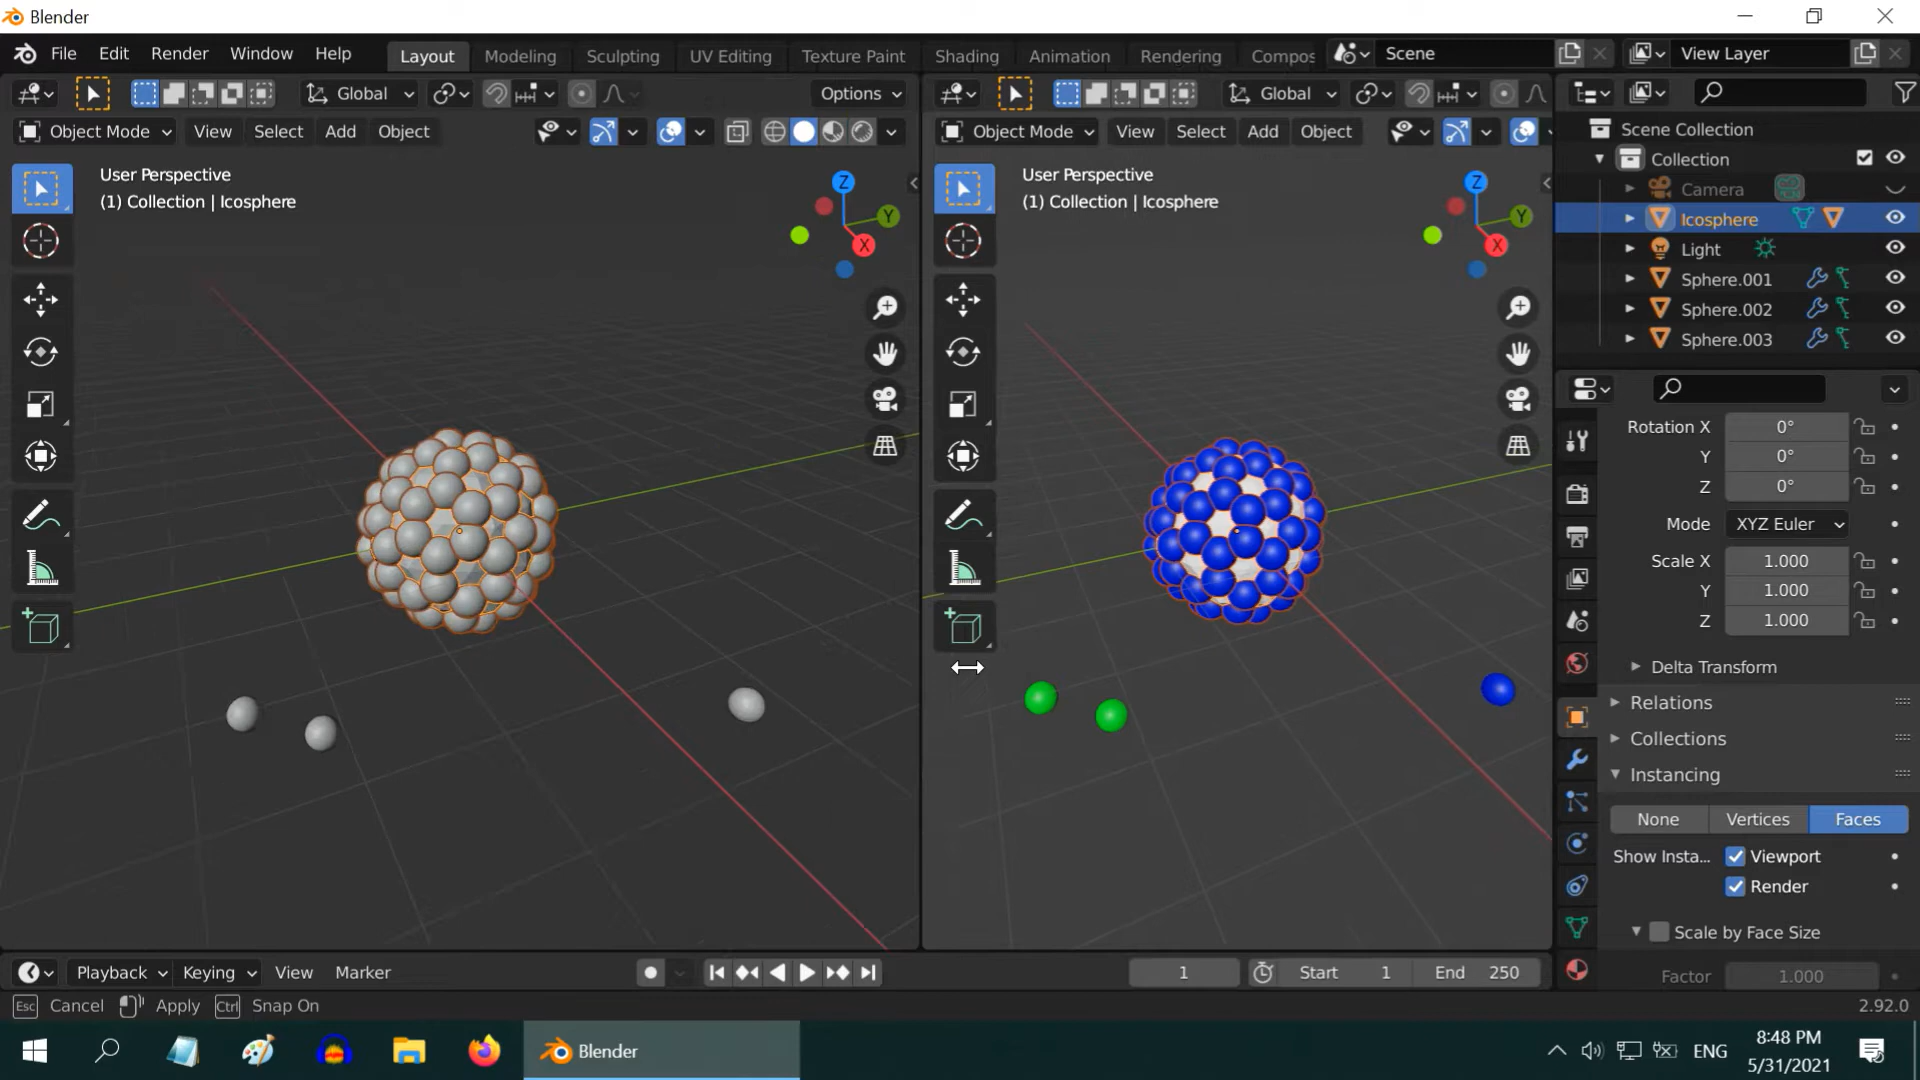 Blender
File Edit Render Window Help Layout Modeling Sculpting UV Editing Texture Paint Shading Animation Rendering Compos Scene View Layer
Global Options Global
Object Mode View Select Add Object Object Mode View Select Add Object
User Perspective
(1) Collection | Icosphere
Z
Y
X
User Perspective
(1) Collection | Icosphere
Z
Y
X
Scene Collection
Collection
Camera
Icosphere
Light
Sphere.001
Sphere.002
Sphere.003
Rotation X 0°
Y 0°
Z 0°
Mode XYZ Euler
Scale X 1.000
Y 1.000
Z 1.000
Delta Transform
Relations
Collections
Instancing
None Vertices Faces
Show Insta... Viewport
Render
Scale by Face Size
Factor 1.000
Playback Keying View Marker 1 Start 1 End 250
Esc Cancel Apply Ctrl Snap On 2.92.0
Blender ENG 8:48 PM
5/31/2021